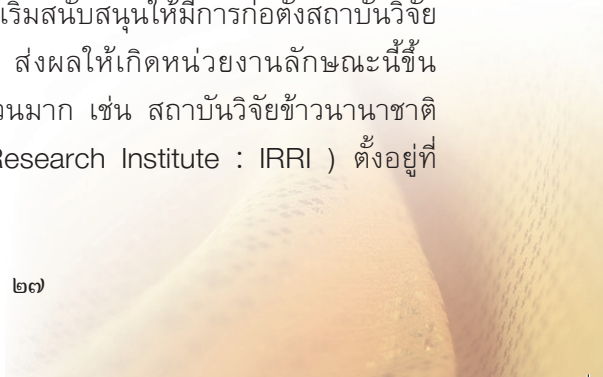 เริ่มสนับสนุนให้มีการก่อตั้งสถาบันวิจัย
ส่งผลให้เกิดหน่วยงานลักษณะนี้ขึ้น
วนมาก เช่น สถาบันวิจัยข้าวนานาชาติ
Research Institute : IRRI ) ตั้งอยู่ที่
๒๗